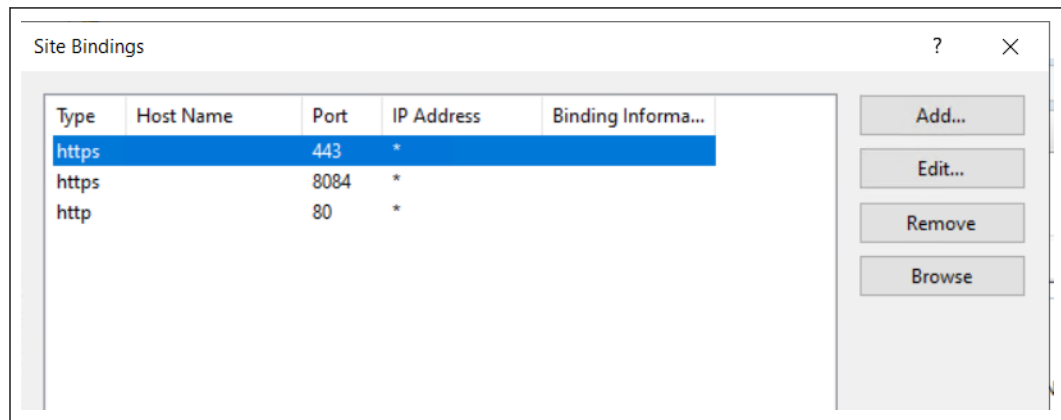 Site Bindings ?
Type Host Name Port IP Address Binding Informa...
https 443 *
https 8084 *
http 80 *
Add...
Edit...
Remove
Browse